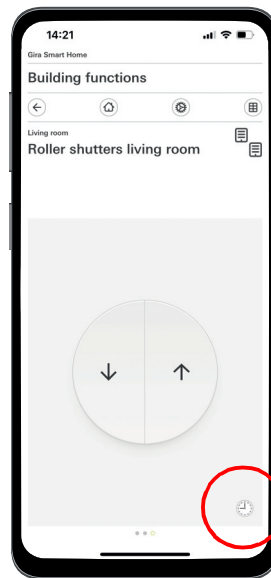 14:21
Gira Smart Home
Building functions
Living room
Roller shutters living room